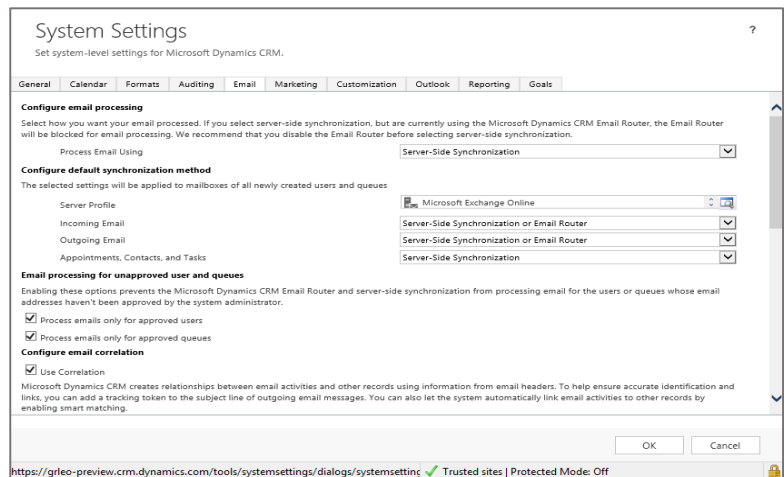 System Settings
?
Set system-level settings for Microsoft Dynamics CRM.
General Calendar Formats Auditing Email Marketing Customization Outlook Reporting Goals
Configure email processing
Select how you want your email processed. If you select server-side synchronization, but are currently using the Microsoft Dynamics CRM Email Router, the Email Router
will be blocked for email processing. We recommend that you disable the Email Router before selecting server-side synchronization.
Process Email Using Server-Side Synchronization
Configure default synchronization method
The selected settings will be applied to mailboxes of all newly created users and queues
Server Profile Microsoft Exchange Online
Incoming Email Server-Side Synchronization or Email Router
Outgoing Email Server-Side Synchronization or Email Router
Appointments, Contacts, and Tasks Server-Side Synchronization
Email processing for unapproved user and queues
Enabling these options prevents the Microsoft Dynamics CRM Email Router and server-side synchronization from processing email for the users or queues whose email
addresses haven't been approved by the system administrator.
Process emails only for approved users
Process emails only for approved queues
Configure email correlation
Use Correlation
Microsoft Dynamics CRM creates relationships between email activities and other records using information from email headers. To help ensure accurate identification and
links, you can add a tracking token to the subject line of outgoing email messages. You can also let the system automatically link email activities to other records by
enabling smart matching.
OK Cancel
https://grleo-preview.crm.dynamics.com/tools/systemsettings/dialogs/systemsetting Trusted sites | Protected Mode: Off